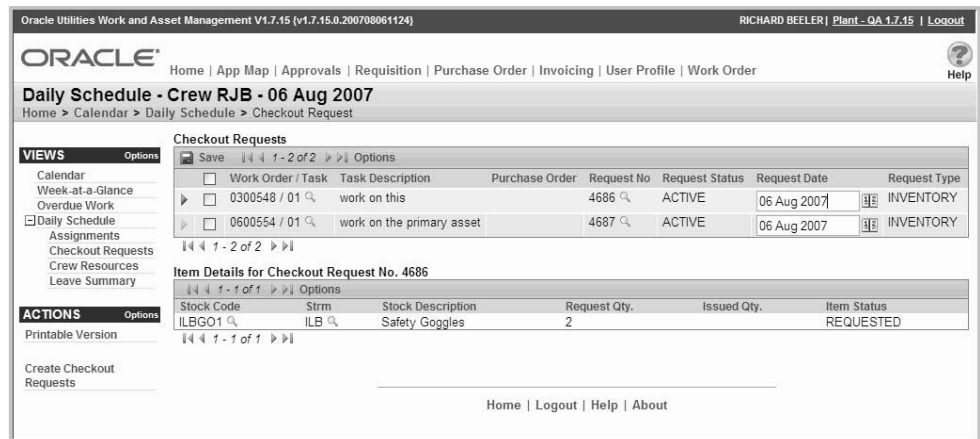 Oracle Utilities Work and Asset Management V1.7.15 {v1.7.15.0.200708061124} RICHARD BEELER | Plant - QA 1.7.15 | Logout
ORACLE Home | App Map | Approvals | Requisition | Purchase Order | Invoicing | User Profile | Work Order
Help
Daily Schedule - Crew RJB - 06 Aug 2007
Home > Calendar > Daily Schedule > Checkout Request
VIEWS Options
Calendar
Week-at-a-Glance
Overdue Work
Daily Schedule
Assignments
Checkout Requests
Crew Resources
Leave Summary
ACTIONS Options
Printable Version
Create Checkout
Requests
Checkout Requests
Save 1 - 2 of 2 Options
Work Order / Task Task Description Purchase Order Request No Request Status Request Date Request Type
0300548 / 01 work on this 4686 ACTIVE 06 Aug 2007 INVENTORY
0600554 / 01 work on the primary asset 4687 ACTIVE 06 Aug 2007 INVENTORY
1 - 2 of 2
Item Details for Checkout Request No. 4686
1 - 1 of 1 Options
Stock Code Strm Stock Description Request Qty. Issued Qty. Item Status
ILBGO1 ILB Safety Goggles 2 REQUESTED
1 - 1 of 1
Home | Logout | Help | About